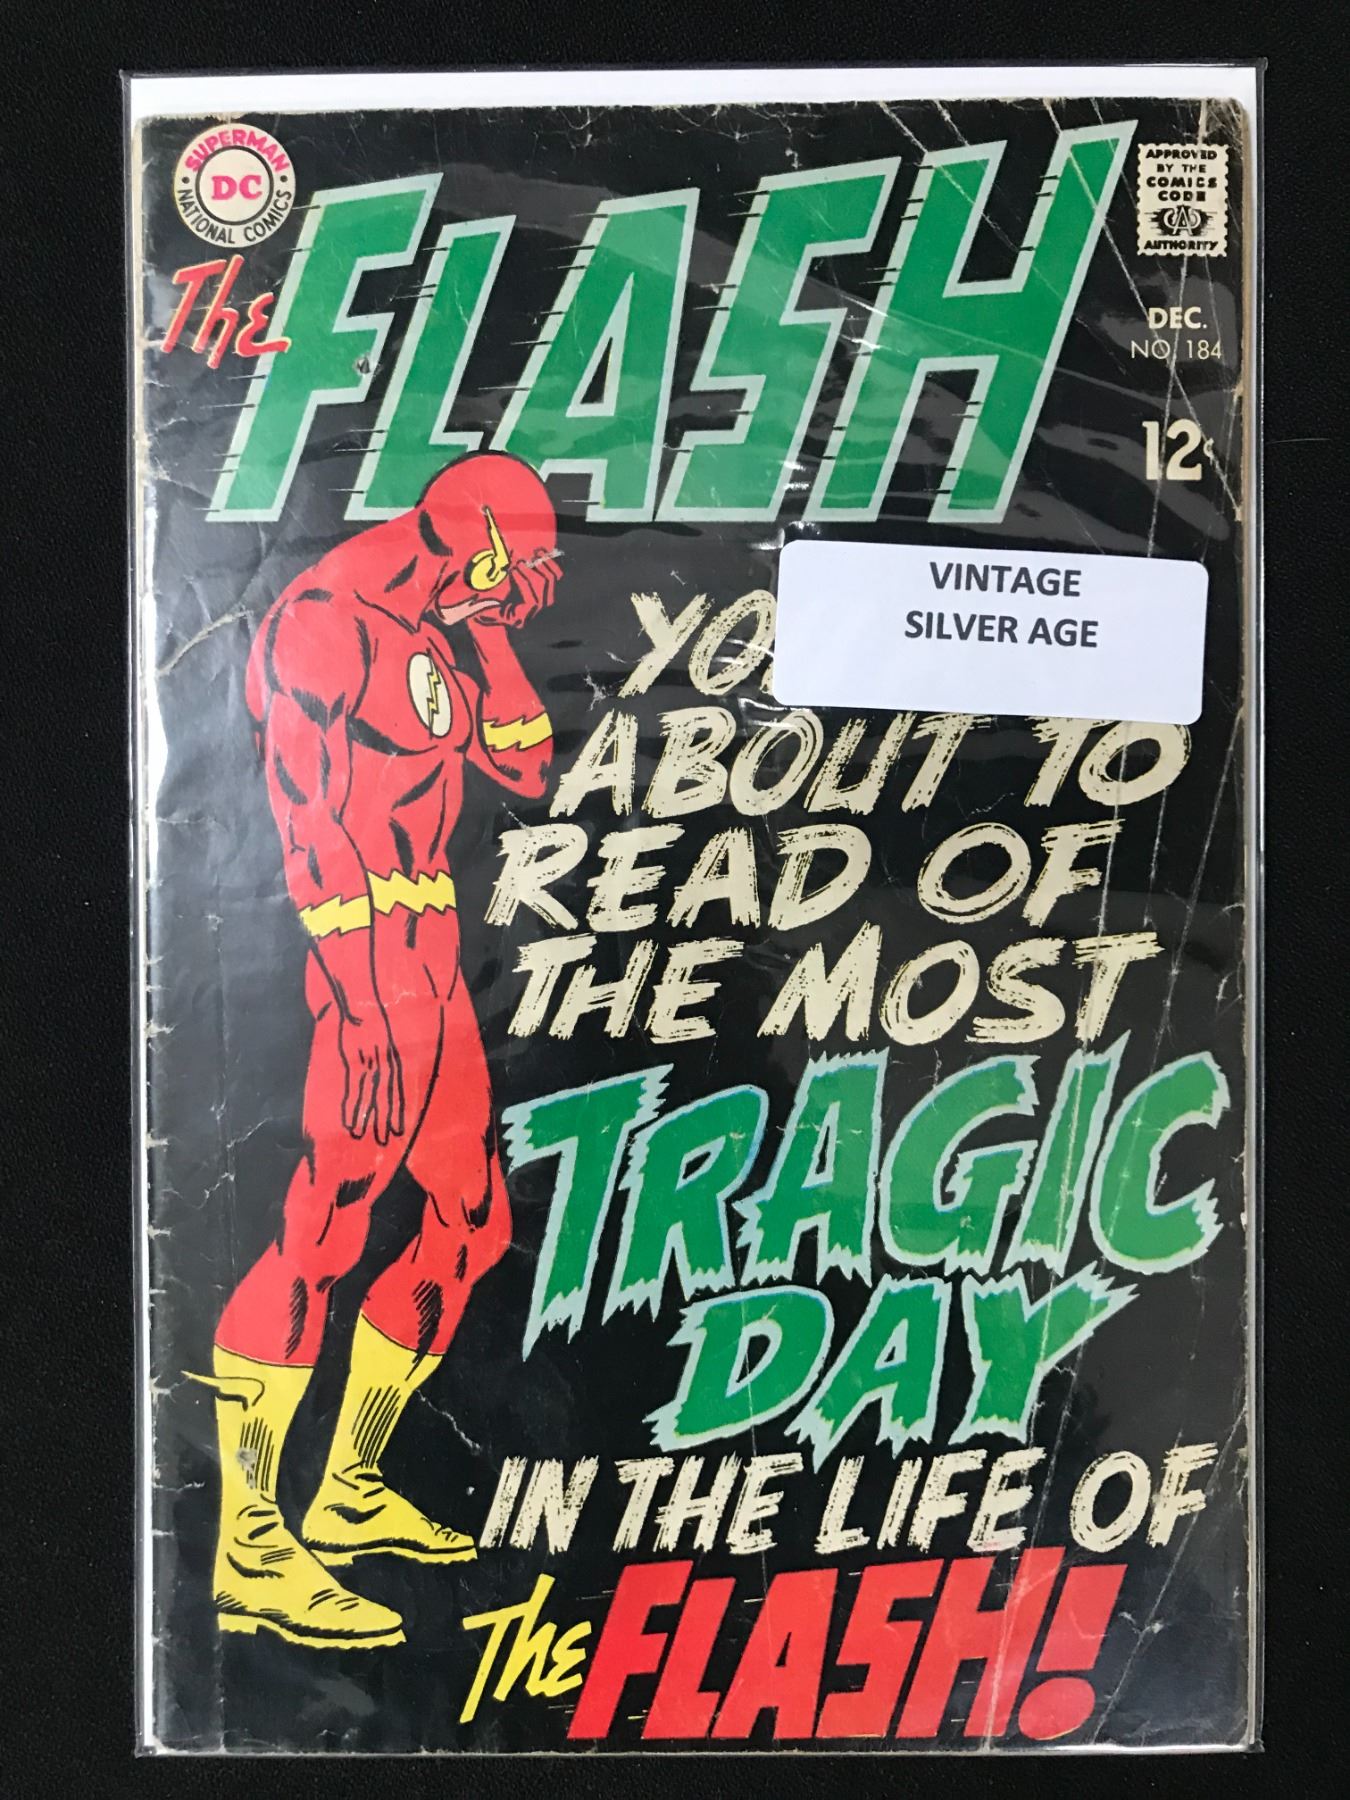 SUPERMAN
DC
NATIONAL COMICS
The FLASH
APPROVED
BY THE
COMICS
CODE
AUTHORITY
DEC.
NO. 184
12¢
VINTAGE
SILVER AGE
ABOUT TO
READ OF
THE MOST
TRAGIC
DAY
IN THE LIFE OF
The FLASH!